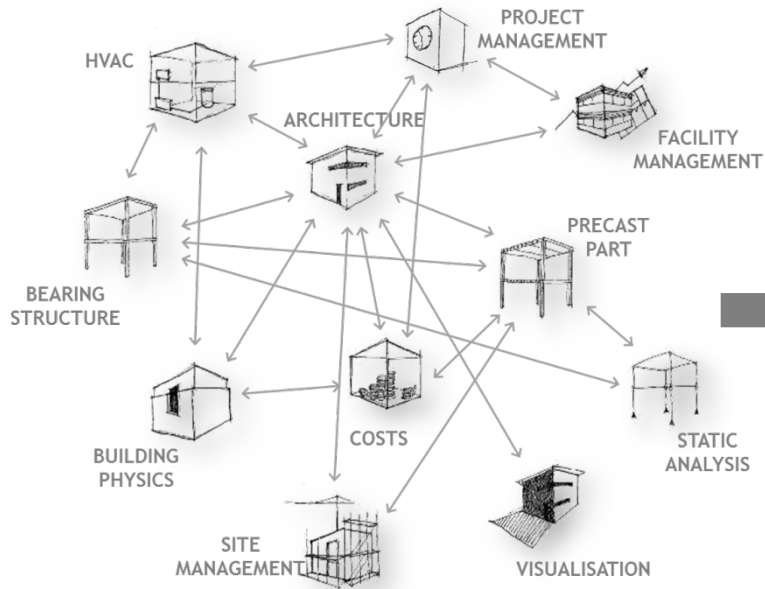 PROJECT
MANAGEMENT
HVAC
ARCHITECTURE
FACILITY
MANAGEMENT
PRECAST
PART
BEARING
STRUCTURE
COSTS
STATIC
ANALYSIS
BUILDING
PHYSICS
SITE
MANAGEMENT
VISUALISATION